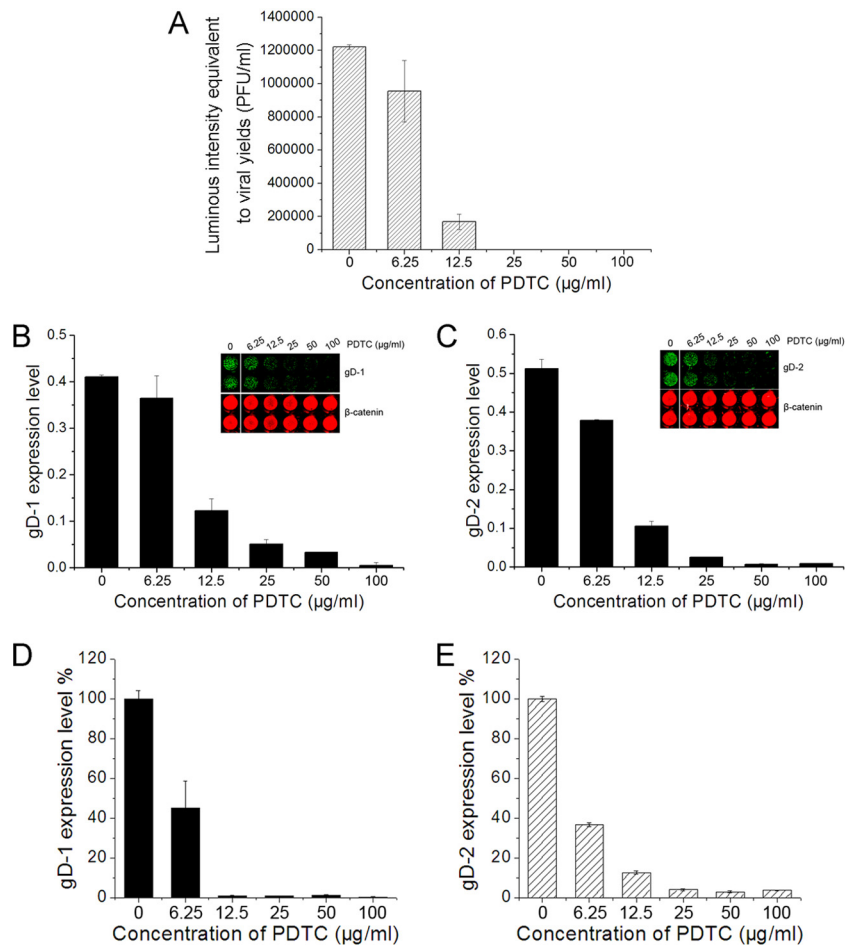 A
Luminous intensity equivalent
to viral yields (PFU/ml)
1400000
1200000
1000000
800000
600000
400000
200000
0
0 6.25 12.5 25 50 100
Concentration of PDTC (μg/ml)
B
gD-1 expression level
0.5
0.4
0.3
0.2
0.1
0.0
0 6.25 12.5 25 50 100 PDTC (μg/ml)
gD-1
β-catenin
0 6.25 12.5 25 50 100
Concentration of PDTC (μg/ml)
C
gD-2 expression level
0.6
0.5
0.4
0.3
0.2
0.1
0.0
0 6.25 12.5 25 50 100 PDTC (μg/ml)
gD-2
β-catenin
0 6.25 12.5 25 50 100
Concentration of PDTC (μg/ml)
D
gD-1 expression level %
120
100
80
60
40
20
0
0 6.25 12.5 25 50 100
Concentration of PDTC (μg/ml)
E
gD-2 expression level %
120
100
80
60
40
20
0
0 6.25 12.5 25 50 100
Concentration of PDTC (μg/ml)